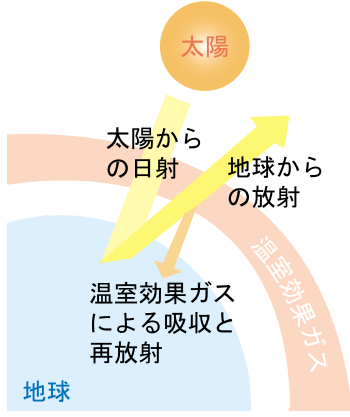 太陽
太陽から
の日射
地球から
の放射
温室効果ガス
温室効果ガス
による吸収と
再放射
地球